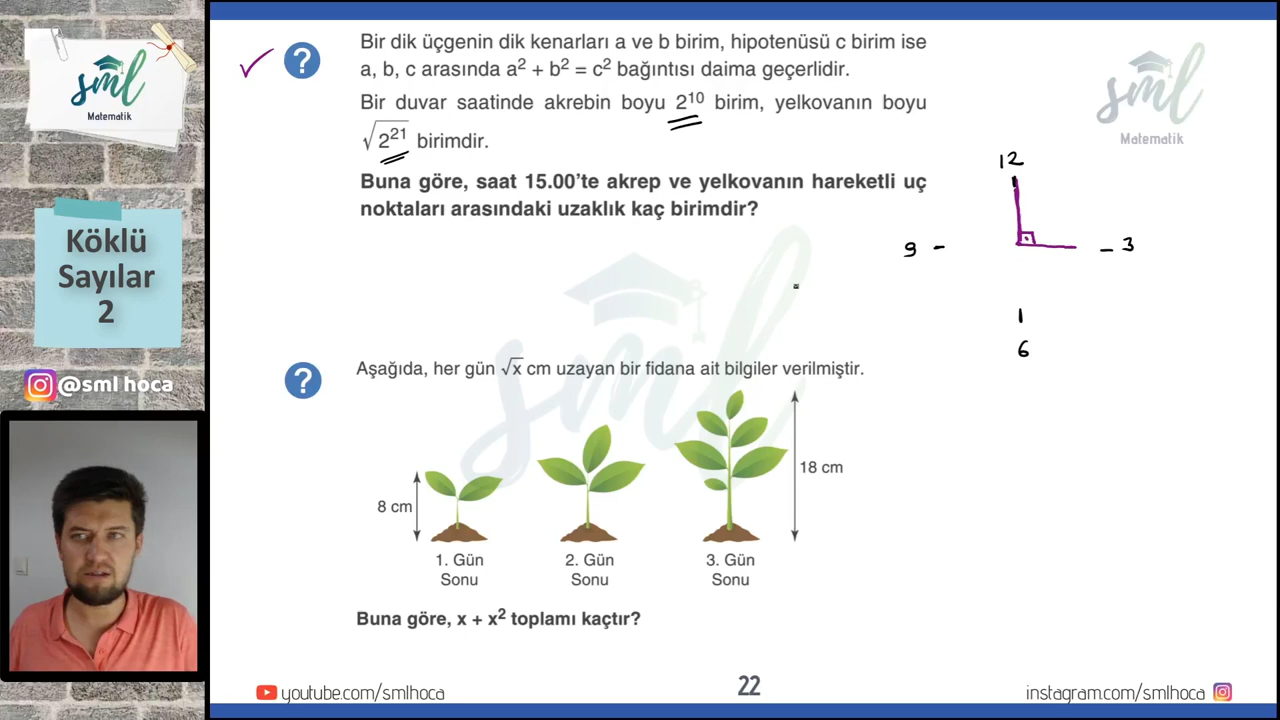 sml
Matematik
Köklü
Sayılar
2
@sml hoca
? Bir dik üçgenin dik kenarları a ve b birim, hipotenüsü c birim ise
a, b, c arasında a² + b² = c² bağıntısı daima geçerlidir.
Bir duvar saatinde akrebin boyu 2¹⁰ birim, yelkovanın boyu
√2²¹ birimdir.
Buna göre, saat 15.00'te akrep ve yelkovanın hareketli uç
noktaları arasındaki uzaklık kaç birimdir?
sml
Matematik
12
9 - - 3
6
sml
? Aşağıda, her gün √x cm uzayan bir fidana ait bilgiler verilmiştir.
8 cm
18 cm
1. Gün 2. Gün 3. Gün
Sonu Sonu Sonu
Buna göre, x + x² toplamı kaçtır?
youtube.com/smlhoca 22 instagram.com/smlhoca